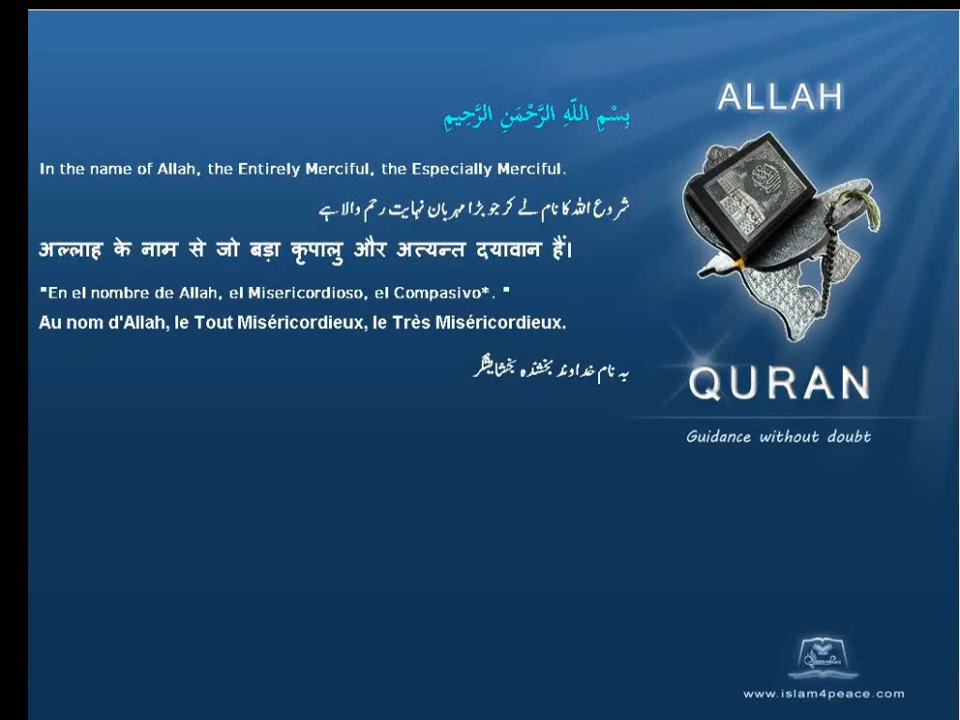 بِسْمِ اللّهِ الرَّحْمَنِ الرَّحِيمِ
In the name of Allah, the Entirely Merciful, the Especially Merciful.
شروع الله کا نام لے کر جو بڑا مہربان نہایت رحم والا ہے
अल्लाह के नाम से जो बड़ा कृपालु और अत्यन्त दयावान हैं।
"En el nombre de Allah, el Misericordioso, el Compasivo*. "
Au nom d'Allah, le Tout Miséricordieux, le Très Miséricordieux.
به نام خداوند بخشنده بخشایشگر
ALLAH
QURAN
Guidance without doubt
www.islam4peace.com